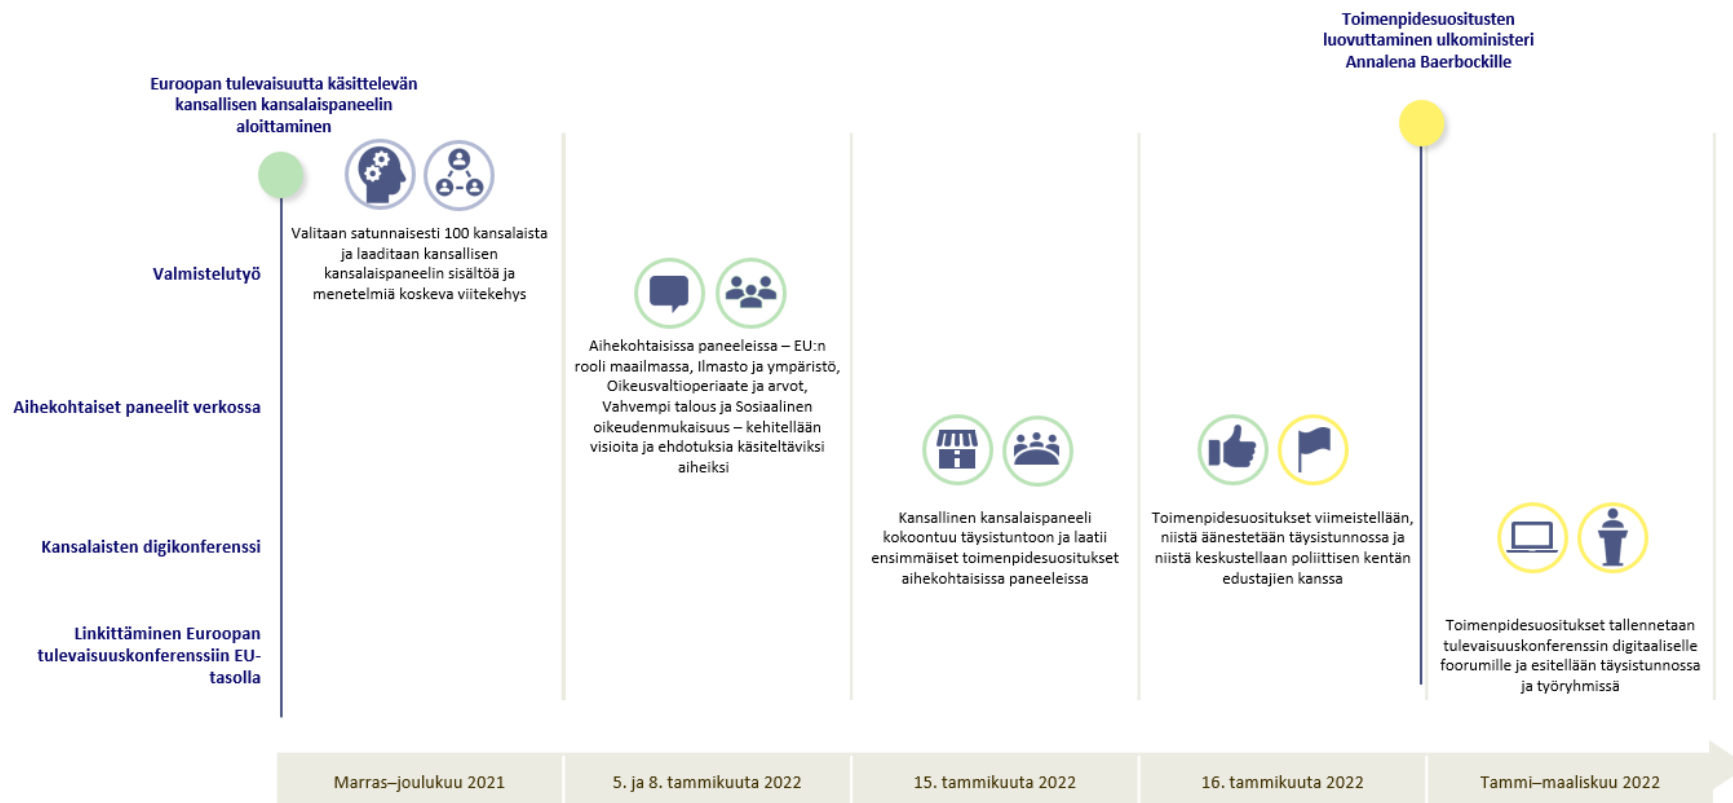 Toimenpidesuositusten
luovuttaminen ulkoministeri
Annalena Baerbockille
Euroopan tulevaisuutta käsittelevän
kansallisen kansalaispaneelin
aloittaminen
Valitaan satunnaisesti 100 kansalaista
ja laaditaan kansallisen
kansalaispaneelin sisältöä ja
menetelmiä koskeva viitekehys
Valmistelutyö
Aihekohtaisissa paneeleissa – EU:n
rooli maailmassa, Ilmasto ja ympäristö,
Oikeusvaltioperiaate ja arvot,
Vahvempi talous ja Sosiaalinen
oikeudenmukaisuus – kehitellään
visioita ja ehdotuksia käsiteltäviksi
aiheiksi
Aihekohtaiset paneelit verkossa
Kansallinen kansalaispaneeli
kokoontuu täysistuntoon ja laatii
ensimmäiset toimenpidesuositukset
aihekohtaisissa paneeleissa
Toimenpidesuositukset viimeistellään,
niistä äänestetään täysistunnossa ja
niistä keskustellaan poliittisen kentän
edustajien kanssa
Kansalaisten digikonferenssi
Linkittäminen Euroopan
tulevaisuuskonferenssiin EU-
tasolla
Toimenpidesuositukset tallennetaan
tulevaisuuskonferenssin digitaaliselle
foorumille ja esitellään täysistunnossa
ja työryhmissä
Marras–joulukuu 2021
5. ja 8. tammikuuta 2022
15. tammikuuta 2022
16. tammikuuta 2022
Tammi–maaliskuu 2022